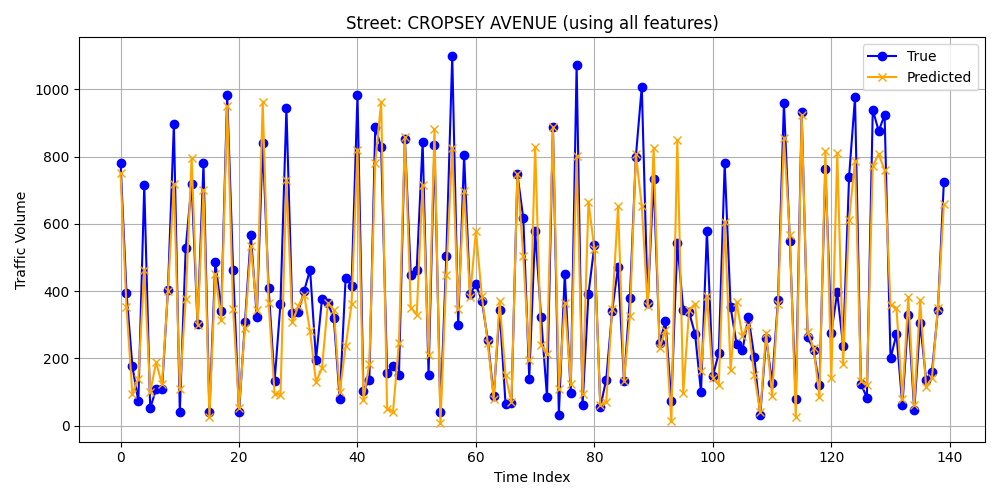 Street: CROPSEY AVENUE (using all features)
True
Predicted
Traffic Volume
1000
800
600
400
200
0
0 20 40 60 80 100 120 140
Time Index